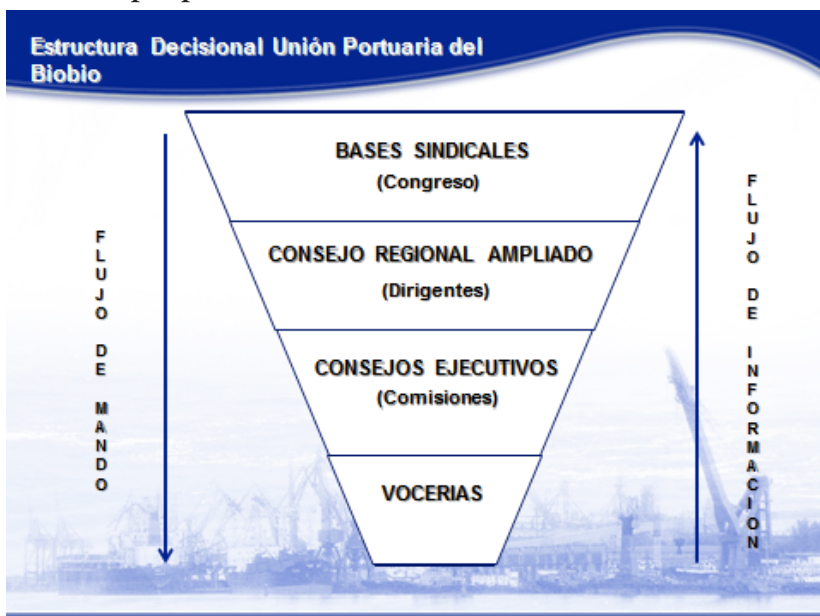 Estructura Decisional Unión Portuaria del
Biobio
BASES SINDICALES
(Congreso)
CONSEJO REGIONAL AMPLIADO
(Dirigentes)
CONSEJOS EJECUTIVOS
(Comisiones)
VOCERIAS
FLUJO DE MANDO
FLUJO DE INFORMACION